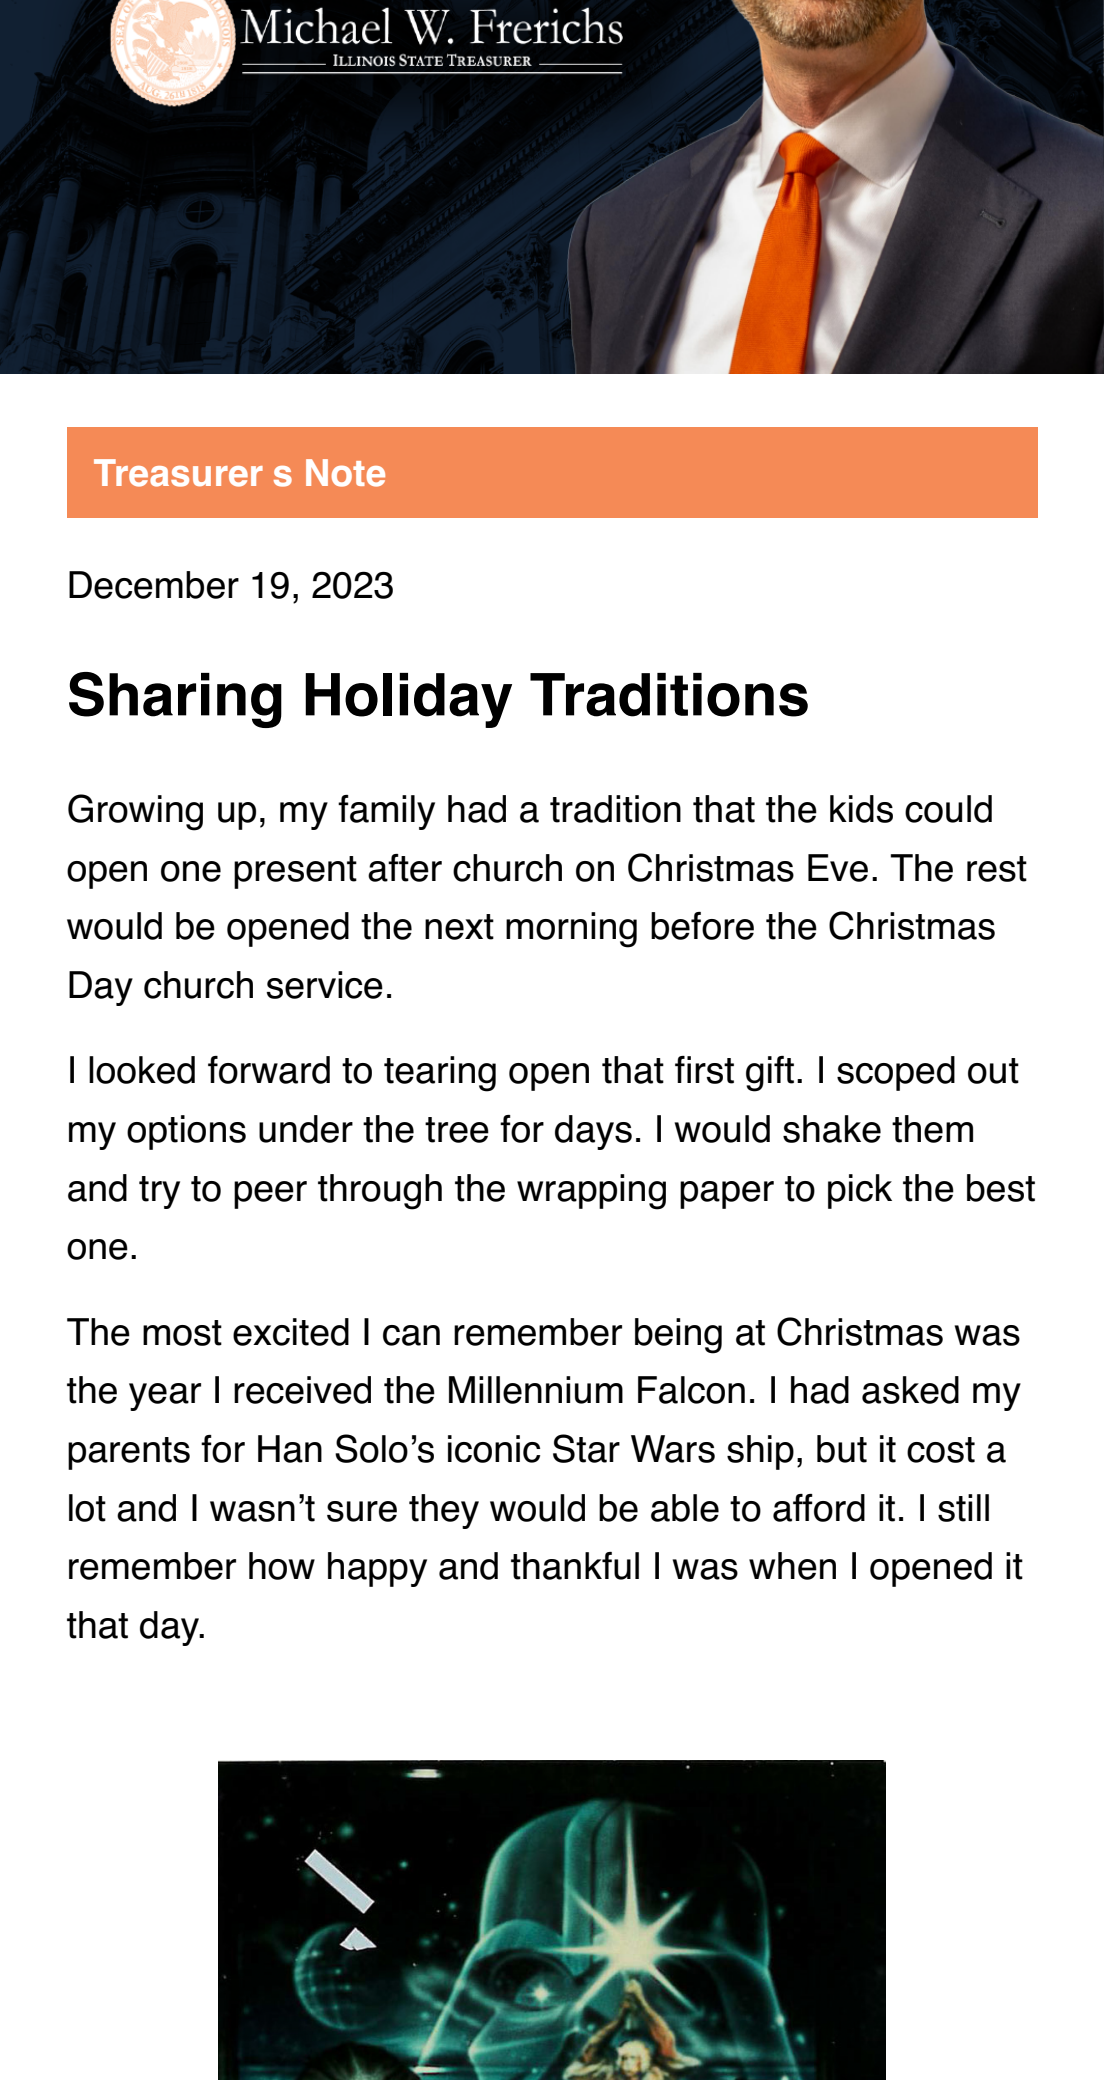 Michael W. Frerichs
ILLINOIS STATE TREASURER
AUG. 26TH 1818
Treasurer s Note
December 19, 2023
Sharing Holiday Traditions
Growing up, my family had a tradition that the kids could
open one present after church on Christmas Eve. The rest
would be opened the next morning before the Christmas
Day church service.
I looked forward to tearing open that first gift. I scoped out
my options under the tree for days. I would shake them
and try to peer through the wrapping paper to pick the best
one.
The most excited I can remember being at Christmas was
the year I received the Millennium Falcon. I had asked my
parents for Han Solo’s iconic Star Wars ship, but it cost a
lot and I wasn’t sure they would be able to afford it. I still
remember how happy and thankful I was when I opened it
that day.